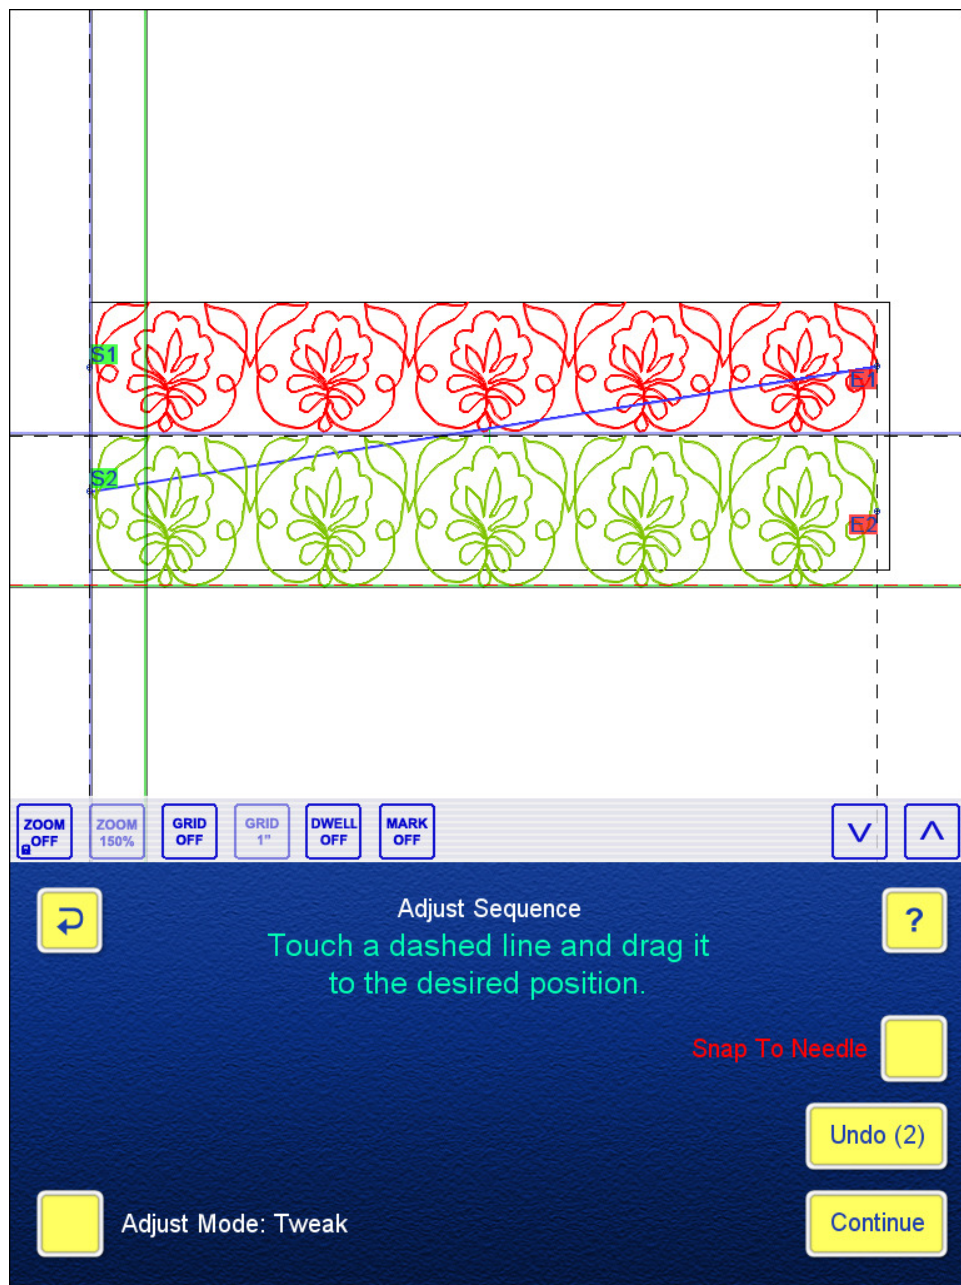 S1
E1
S2
E2
ZOOM OFF
ZOOM 150%
GRID OFF
GRID 1"
DWELL OFF
MARK OFF
?
Adjust Sequence
Touch a dashed line and drag it
to the desired position.
Snap To Needle
Undo (2)
Adjust Mode: Tweak
Continue